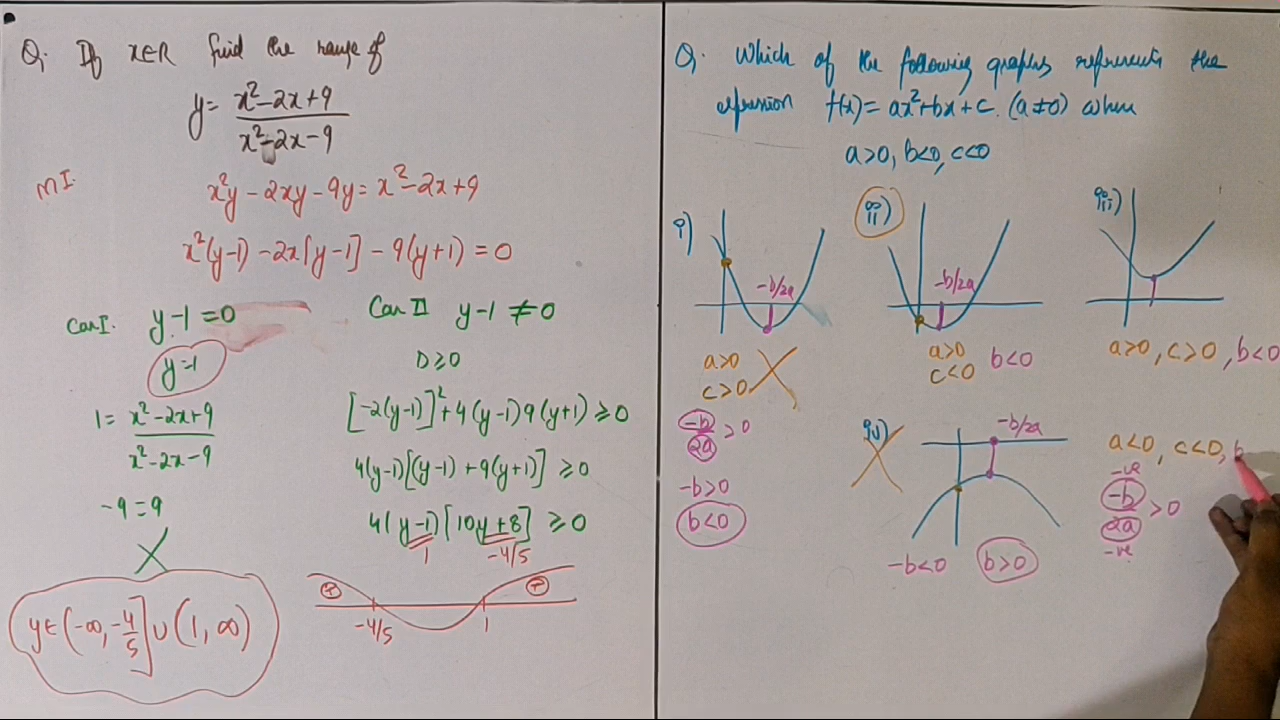 Q. If x∈R find the range of
y = x²-2x+9 / x²-2x-9
M I.
x²y - 2xy - 9y = x² - 2x + 9
x²(y-1) - 2x[y-1] - 9(y+1) = 0
Case I. y-1 = 0
y=1
1 = x²-2x+9 / x²-2x-9
-9 = 9
y∈(-∞, -4/5] ∪ (1, ∞)
Case II y-1 ≠ 0
D ≥ 0
[-2(y-1)]² + 4(y-1)9(y+1) ≥ 0
4(y-1)[(y-1) + 9(y+1)] ≥ 0
4(y-1)[10y+8] ≥ 0
1 -4/5
+ +
-4/5 1
Q. Which of the following graphs represents the
expression f(x) = ax²+bx+c. (a≠0) where
a>0, b<0, c<0
i)
-b/2a
a>0
c>0
-b/2a > 0
-b>0
b<0
ii)
-b/2a
a>0
c<0 b<0
iii)
a>0, c>0, b<0
iv)
-b/2a
-b<0 b>0
a<0, c<0, b
-ve
-b/2a > 0
-ve